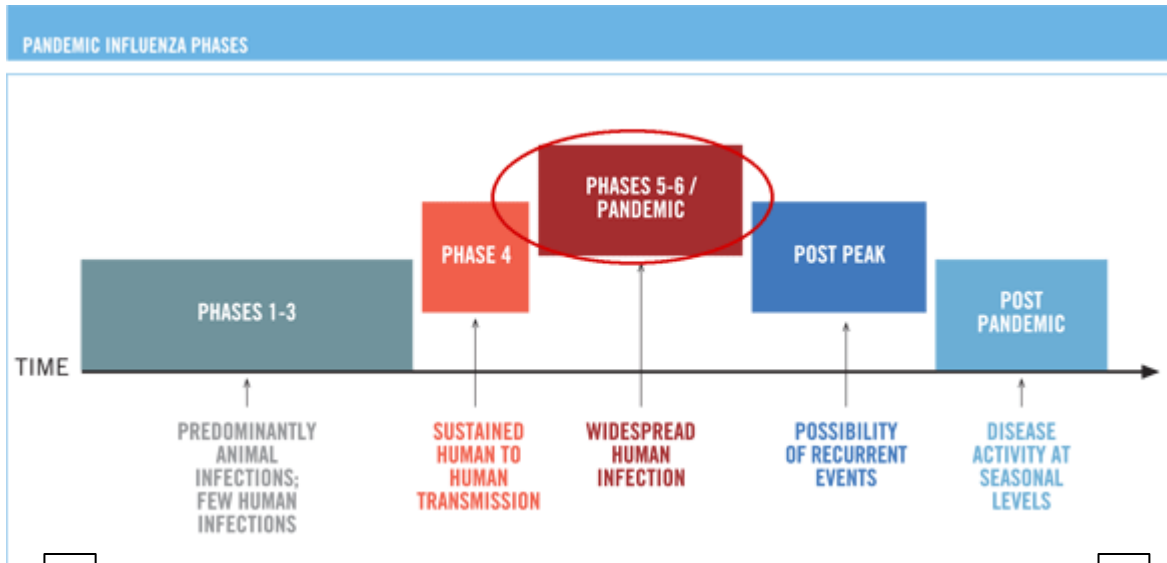 PANDEMIC INFLUENZA PHASES
PHASES 5-6 /
PANDEMIC
PHASE 4
POST PEAK
PHASES 1-3
POST
PANDEMIC
TIME
PREDOMINANTLY
ANIMAL
INFECTIONS;
FEW HUMAN
INFECTIONS
SUSTAINED
HUMAN TO
HUMAN
TRANSMISSION
WIDESPREAD
HUMAN
INFECTION
POSSIBILITY
OF RECURRENT
EVENTS
DISEASE
ACTIVITY AT
SEASONAL
LEVELS